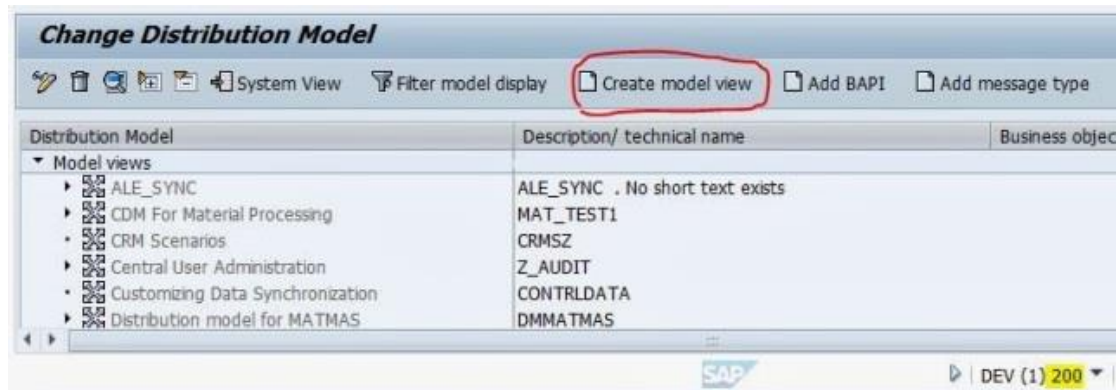 Change Distribution Model
System View Filter model display Create model view Add BAPI Add message type
Distribution Model Description/ technical name Business objec
Model views
ALE_SYNC ALE_SYNC . No short text exists
CDM For Material Processing MAT_TEST1
CRM Scenarios CRMSZ
Central User Administration Z_AUDIT
Customizing Data Synchronization CONTRLDATA
Distribution model for MATMAS DMMATMAS
SAP DEV (1) 200